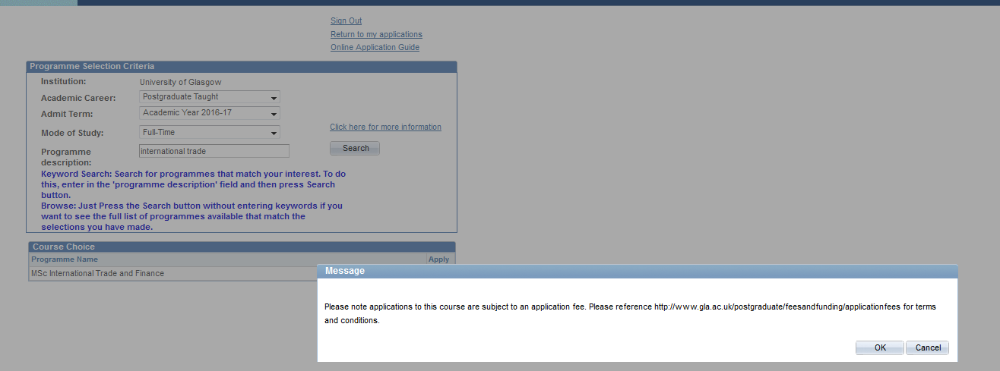 Sign Out
Return to my applications
Online Application Guide
Programme Selection Criteria
Institution: University of Glasgow
Academic Career: Postgraduate Taught
Admit Term: Academic Year 2016-17
Mode of Study: Full-Time
Click here for more information
Programme description: international trade
Search
Keyword Search: Search for programmes that match your interest. To do
this, enter in the 'programme description' field and then press Search
button.
Browse: Just Press the Search button without entering keywords if you
want to see the full list of programmes available that match the
selections you have made.
Course Choice
Programme Name Apply
MSc International Trade and Finance
Message
Please note applications to this course are subject to an application fee. Please reference http://www.gla.ac.uk/postgraduate/feesandfunding/applicationfees for terms
and conditions.
OK Cancel